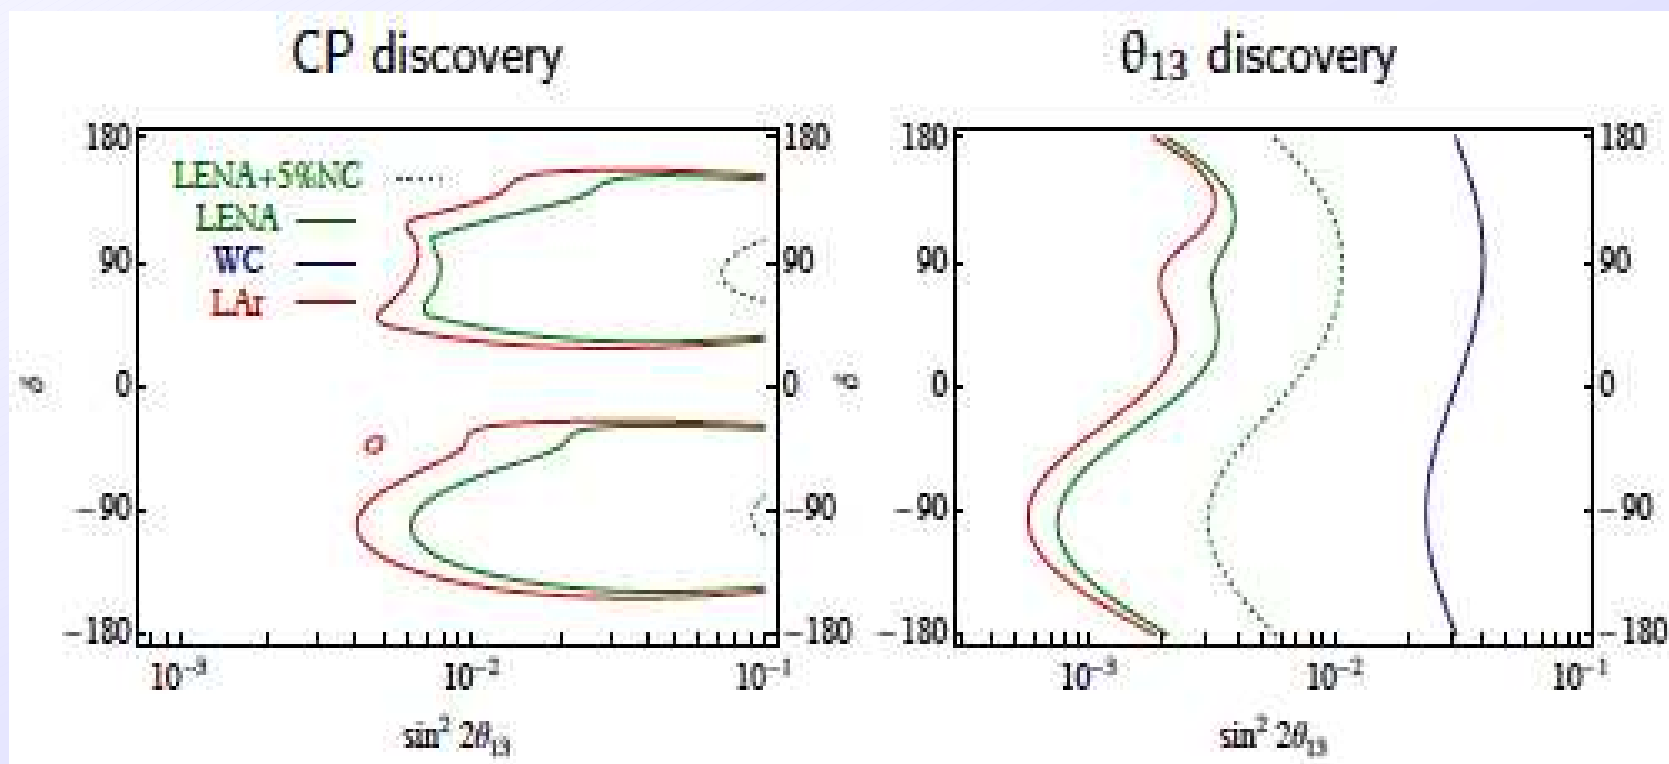 CP discovery
180
90
0
−90
−180
LENA+5%NC
LENA
WC
LAr
180
90
0
−90
−180
δ
10⁻³
10⁻²
10⁻¹
sin² 2θ₁₃
θ₁₃ discovery
180
90
0
−90
−180
180
90
0
−90
−180
δ
10⁻³
10⁻²
10⁻¹
sin² 2θ₁₃